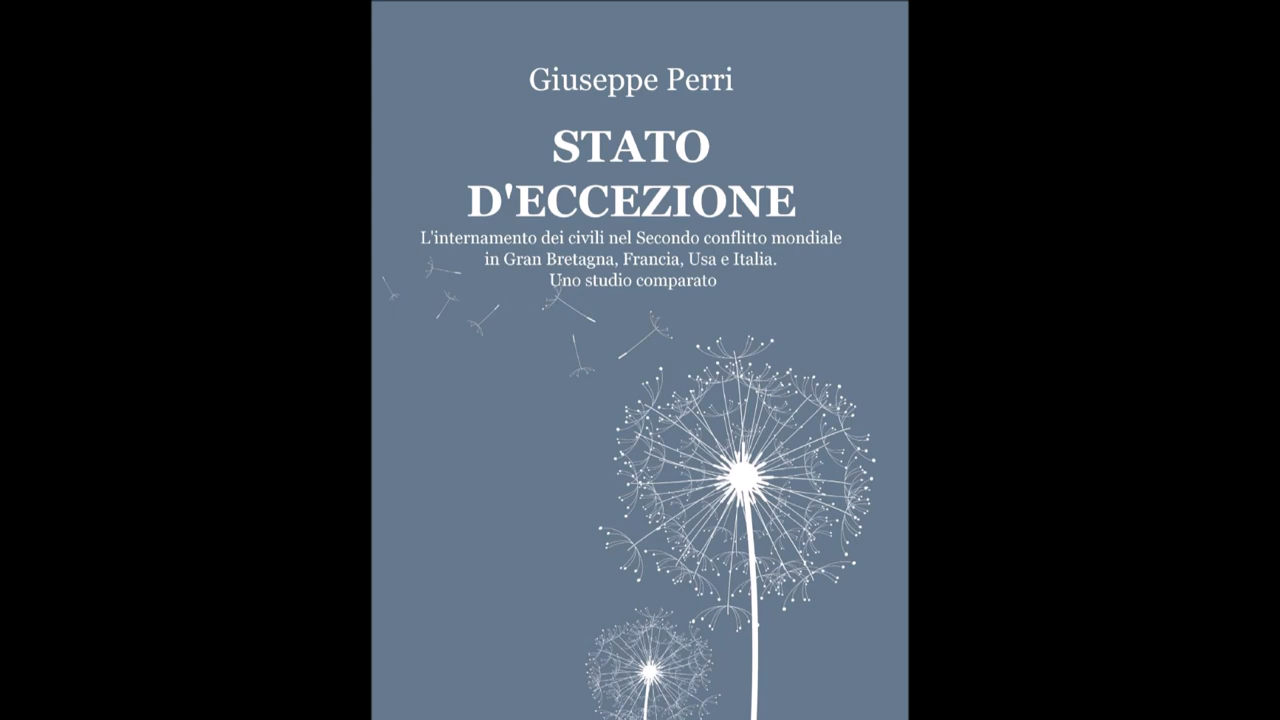 Giuseppe Perri
STATO
D'ECCEZIONE
L'internamento dei civili nel Secondo conflitto mondiale
in Gran Bretagna, Francia, Usa e Italia.
Uno studio comparato